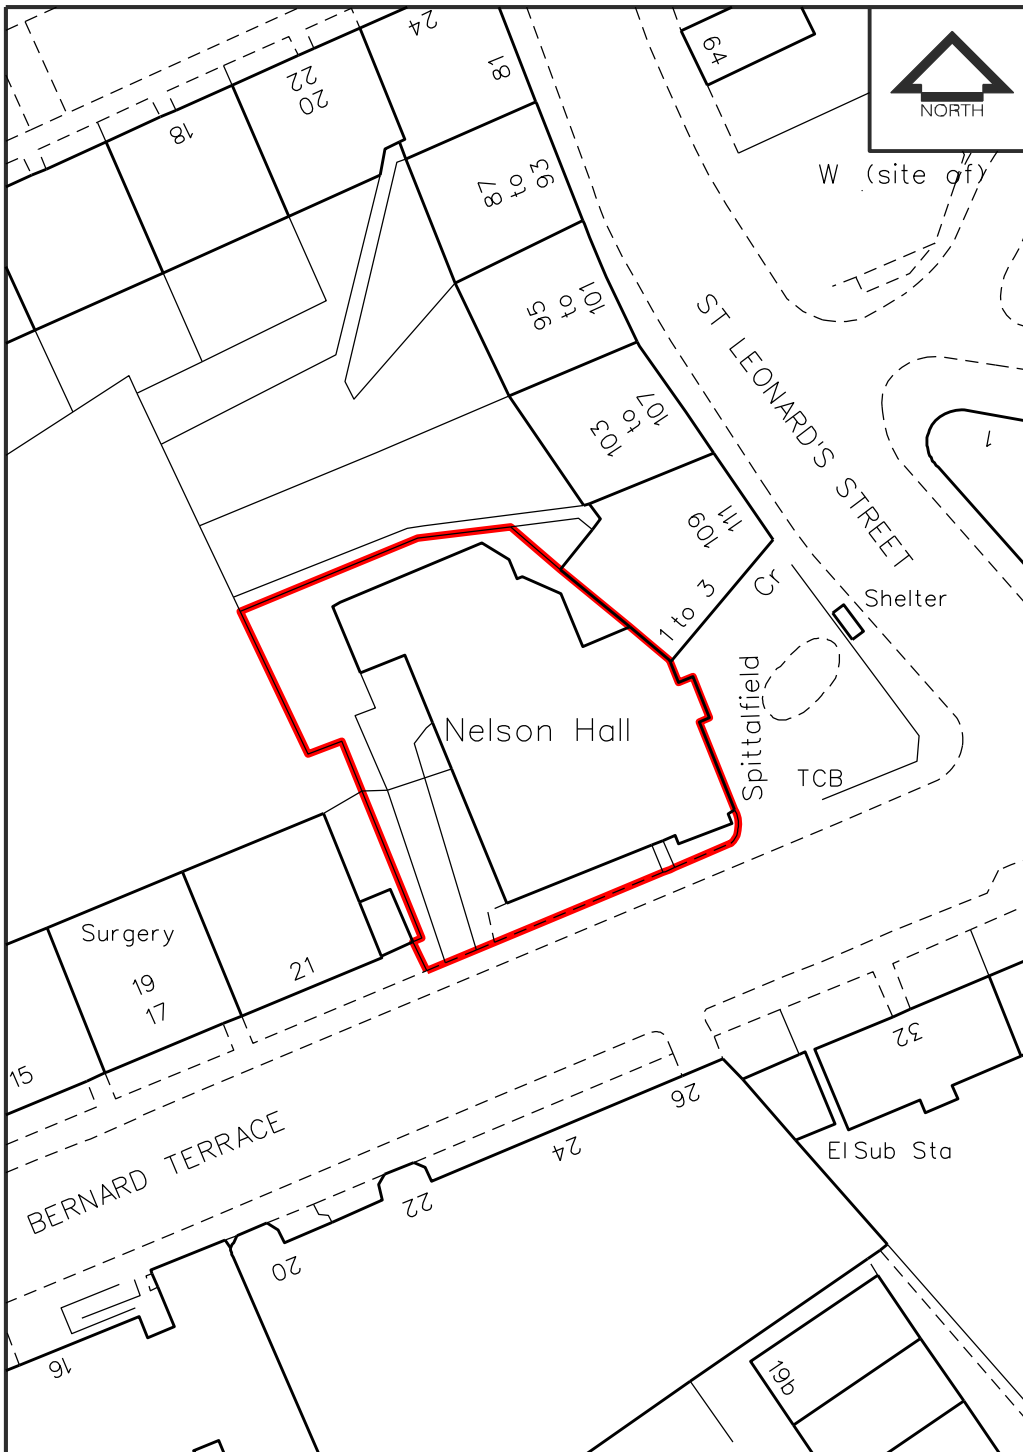 24
22
20
18
81
64
NORTH
W (site of)
93
to
87
101
to
95
107
to
103
111
109
1 to 3
ST LEONARD'S STREET
1
Cr
Shelter
Spittalfield
Nelson Hall
TCB
Surgery
19
17
21
15
BERNARD TERRACE
32
26
El Sub Sta
24
22
20
16
19b